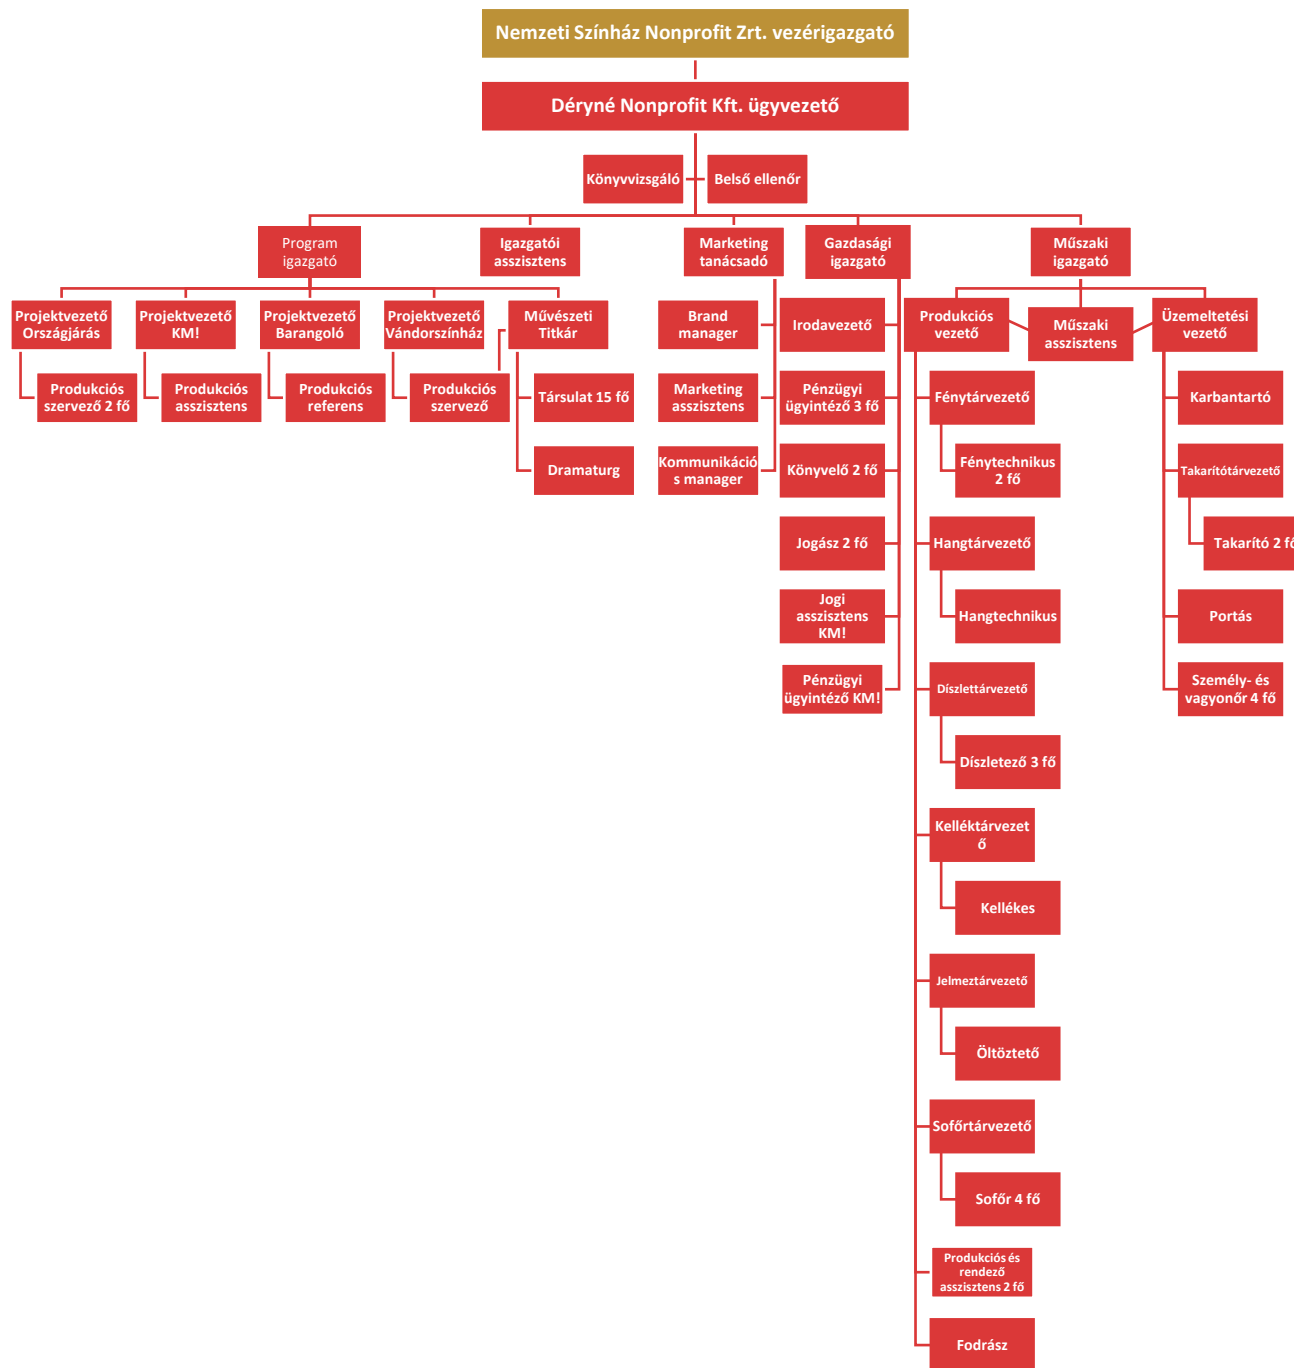 Nemzeti Színház Nonprofit Zrt. vezérigazgató
Déryné Nonprofit Kft. ügyvezető
Könyvvizsgáló
Belső ellenőr
Program
igazgató
Igazgatói
asszisztens
Marketing
tanácsadó
Gazdasági
igazgató
Műszaki
igazgató
Projektvezető
Országjárás
Projektvezető
KM!
Projektvezető
Barangoló
Projektvezető
Vándorszínház
Művészeti
Titkár
Produkciós
szervező 2 fő
Produkciós
asszisztens
Produkciós
referens
Produkciós
szervező
Társulat 15 fő
Dramaturg
Brand
manager
Marketing
asszisztens
Kommunikáció
s manager
Irodavezető
Pénzügyi
ügyintéző 3 fő
Könyvelő 2 fő
Jogász 2 fő
Jogi
asszisztens
KM!
Pénzügyi
ügyintéző KM!
Produkciós
vezető
Műszaki
asszisztens
Üzemeltetési
vezető
Fénytárvezető
Fénytechnikus
2 fő
Hangtárvezető
Hangtechnikus
Díszlettárvezető
Díszletező 3 fő
Kelléktárvezet
ő
Kellékes
Jelmeztárvezető
Öltöztető
Sofőrtárvezető
Sofőr 4 fő
Produkciós és
rendező
asszisztens 2 fő
Fodrász
Karbantartó
Takarítótárvezető
Takarító 2 fő
Portás
Személy- és
vagyonőr 4 fő